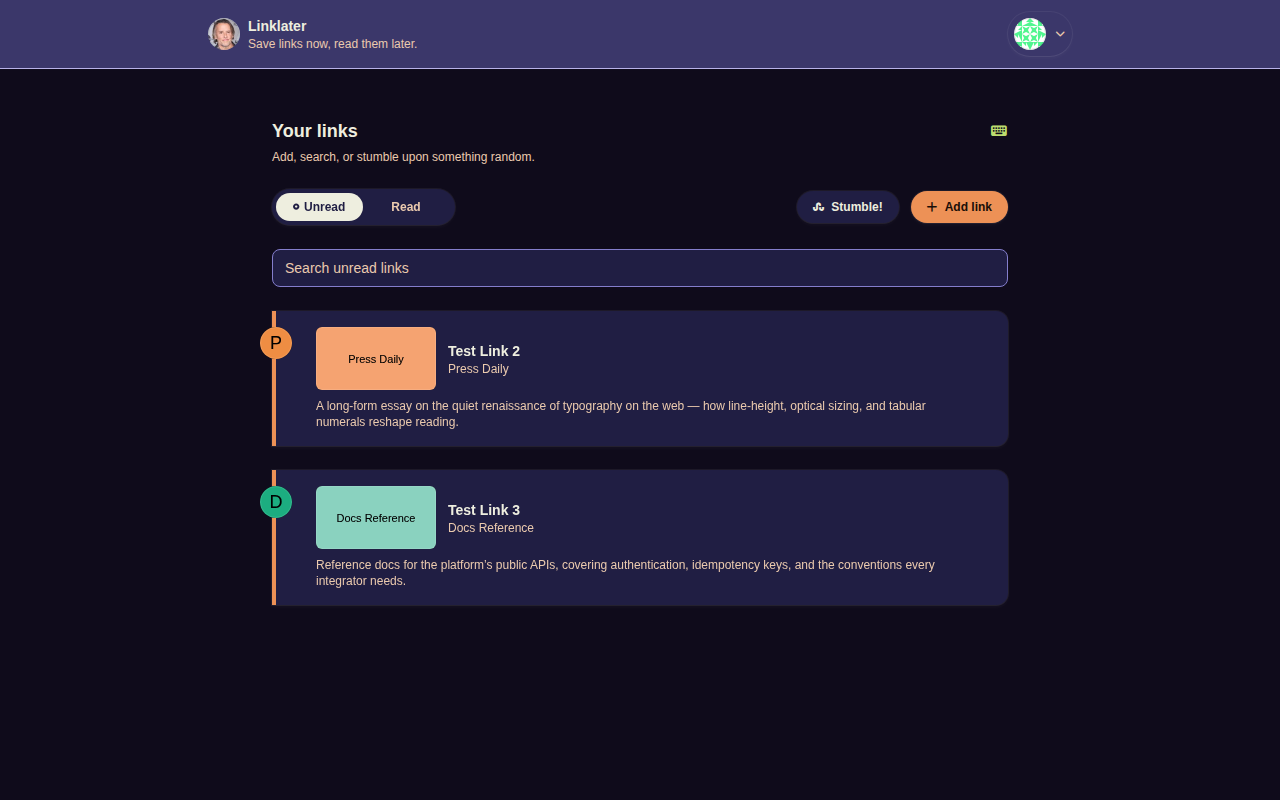 Linklater
Save links now, read them later.
Your links
Add, search, or stumble upon something random.
Unread
Read
Stumble!
Add link
Search unread links
P
Press Daily
Test Link 2
Press Daily
A long-form essay on the quiet renaissance of typography on the web — how line-height, optical sizing, and tabular
numerals reshape reading.
D
Docs Reference
Test Link 3
Docs Reference
Reference docs for the platform's public APIs, covering authentication, idempotency keys, and the conventions every
integrator needs.